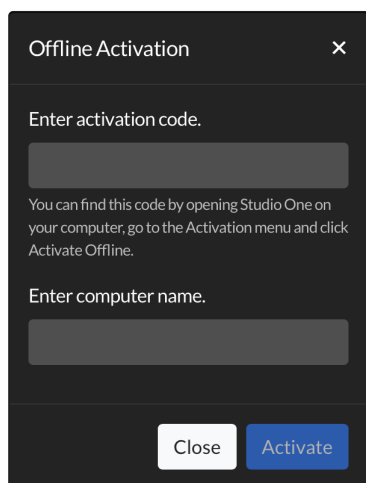 Offline Activation ×
Enter activation code.
You can find this code by opening Studio One on
your computer, go to the Activation menu and click
Activate Offline.
Enter computer name.
Close Activate